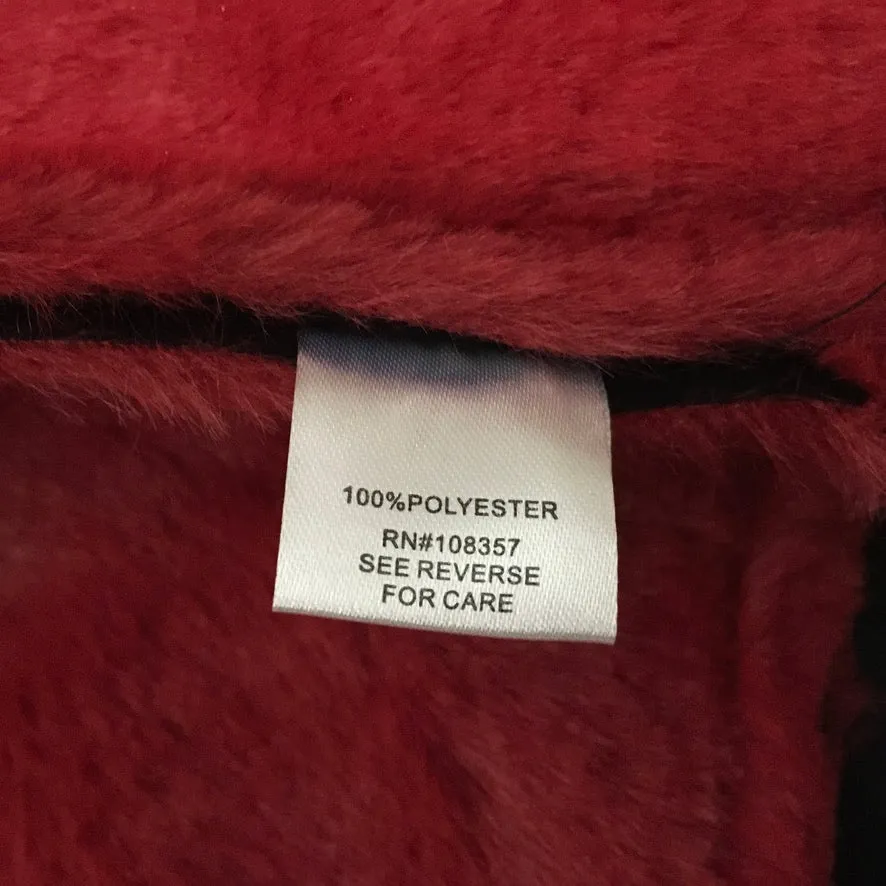 100%POLYESTER
RN#108357
SEE REVERSE
FOR CARE